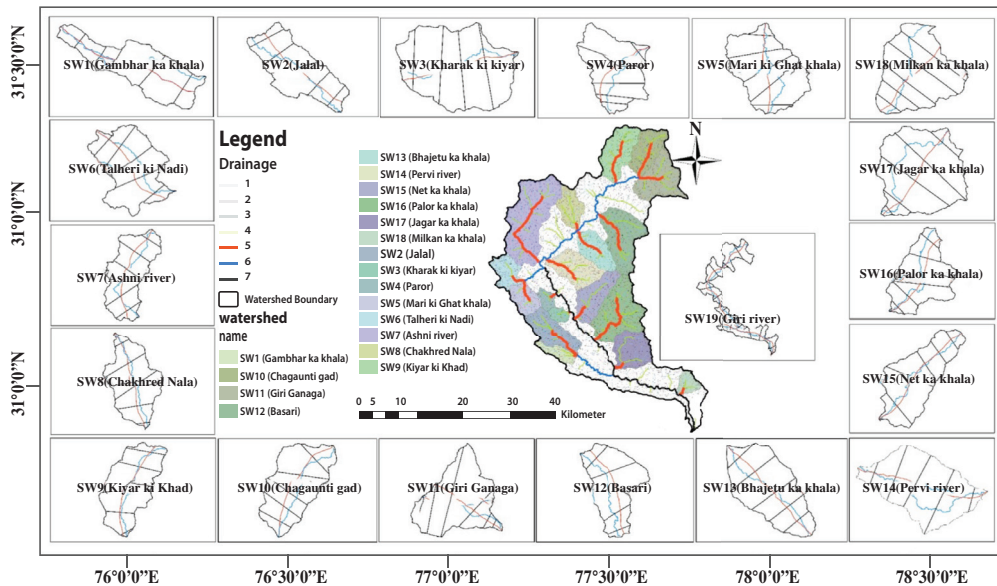 31°30'0"N
31°0'0"N
31°0'0"N
SW1(Gambhar ka khala)
SW2(Jalal)
SW3(Kharak ki kiyar)
SW4(Paror)
SW5(Mari ki Ghat khala)
SW18(Milkan ka khala)
SW6(Talheri ki Nadi)
SW7(Ashni river)
SW8(Chakhred Nala)
Legend
Drainage
1
2
3
4
5
6
7
Watershed Boundary
watershed
name
SW1 (Gambhar ka khala)
SW10 (Chagaunti gad)
SW11 (Giri Ganaga)
SW12 (Basari)
SW13 (Bhajetu ka khala)
SW14 (Pervi river)
SW15 (Net ka khala)
SW16 (Palor ka khala)
SW17 (Jagar ka khala)
SW18 (Milkan ka khala)
SW2 (Jalal)
SW3 (Kharak ki kiyar)
SW4 (Paror)
SW5 (Mari ki Ghat khala)
SW6 (Talheri ki Nadi)
SW7 (Ashni river)
SW8 (Chakhred Nala)
SW9 (Kiyar ki Khad)
0 5 10 20 30 40
Kilometer
N
SW19(Giri river)
SW17(Jagar ka khala)
SW16(Palor ka khala)
SW15(Net ka khala)
SW9(Kiyar ki Khad)
SW10(Chagaunti gad)
SW11(Giri Ganaga)
SW12(Basari)
SW13(Bhajetu ka khala)
SW14(Pervi river)
76°0'0"E 76°30'0"E 77°0'0"E 77°30'0"E 78°0'0"E 78°30'0"E